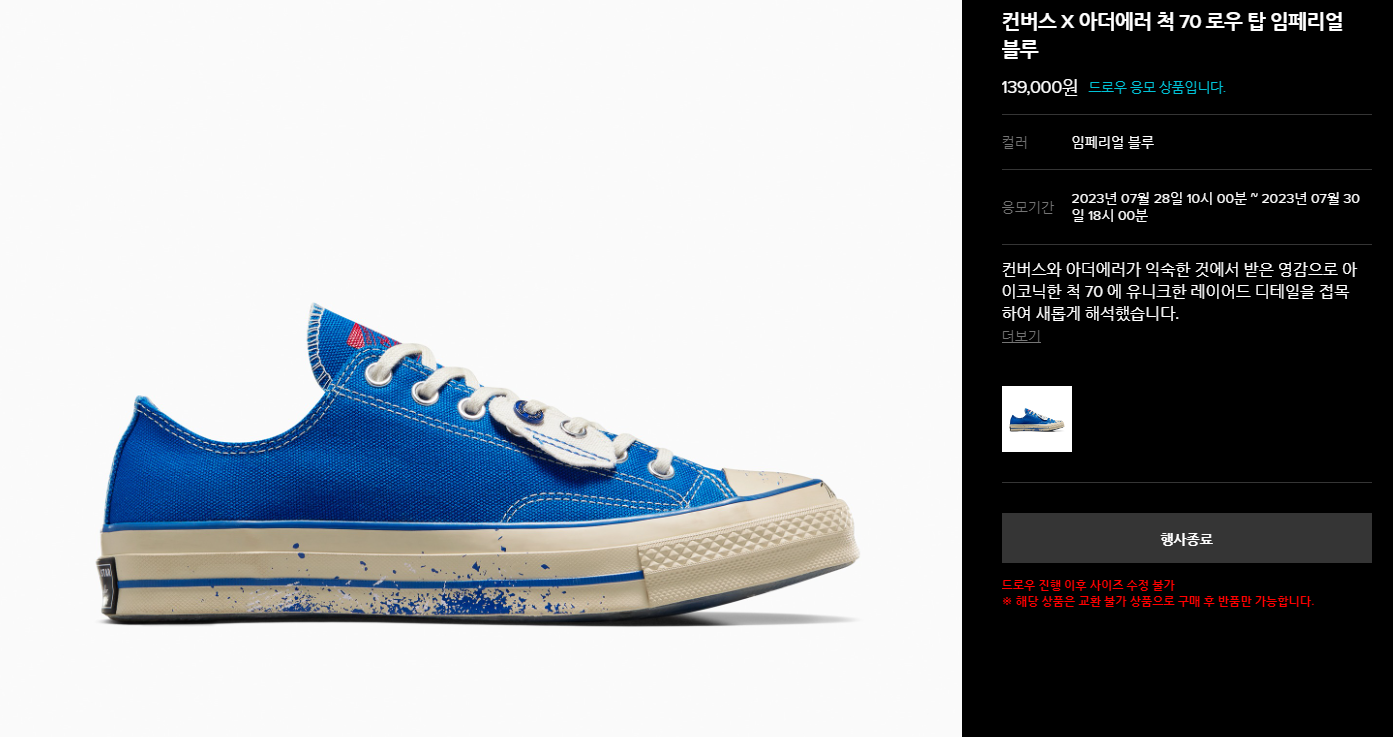 컨버스 X 아더에러 척 70 로우 탑 임페리얼
블루
139,000원 드로우 응모 상품입니다.
컬러 임페리얼 블루
응모기간 2023년 07월 28일 10시 00분 ~ 2023년 07월 30
일 18시 00분
컨버스와 아더에러가 익숙한 것에서 받은 영감으로 아
이코닉한 척 70 에 유니크한 레이어드 디테일을 접목
하여 새롭게 해석했습니다.
더보기
행사종료
드로우 진행 이후 사이즈 수정 불가
※ 해당 상품은 교환 불가 상품으로 구매 후 반품만 가능합니다.